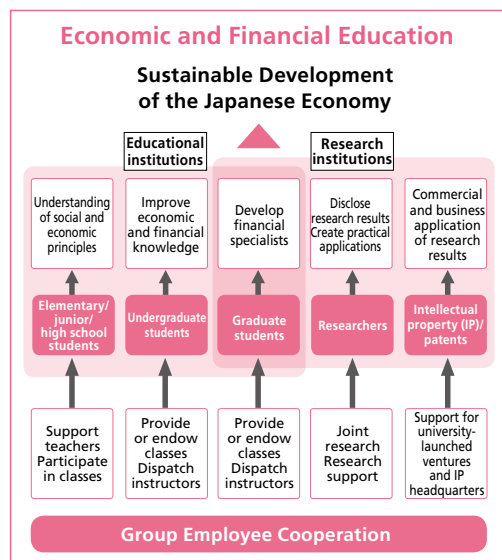 Economic and Financial Education
Sustainable Development
of the Japanese Economy
Educational
institutions
Research
institutions
Understanding
of social and
economic
principles
Improve
economic
and financial
knowledge
Develop
financial
specialists
Disclose
research results
Create practical
applications
Commercial
and business
application
of research
results
Elementary/
junior/
high school
students
Undergraduate
students
Graduate
students
Researchers
Intellectual
property (IP)/
patents
Support
teachers
Participate
in classes
Provide
or endow
classes
Dispatch
instructors
Provide
or endow
classes
Dispatch
instructors
Joint
research
Research
support
Support for
university-
launched
ventures
and IP
headquarters
Group Employee Cooperation